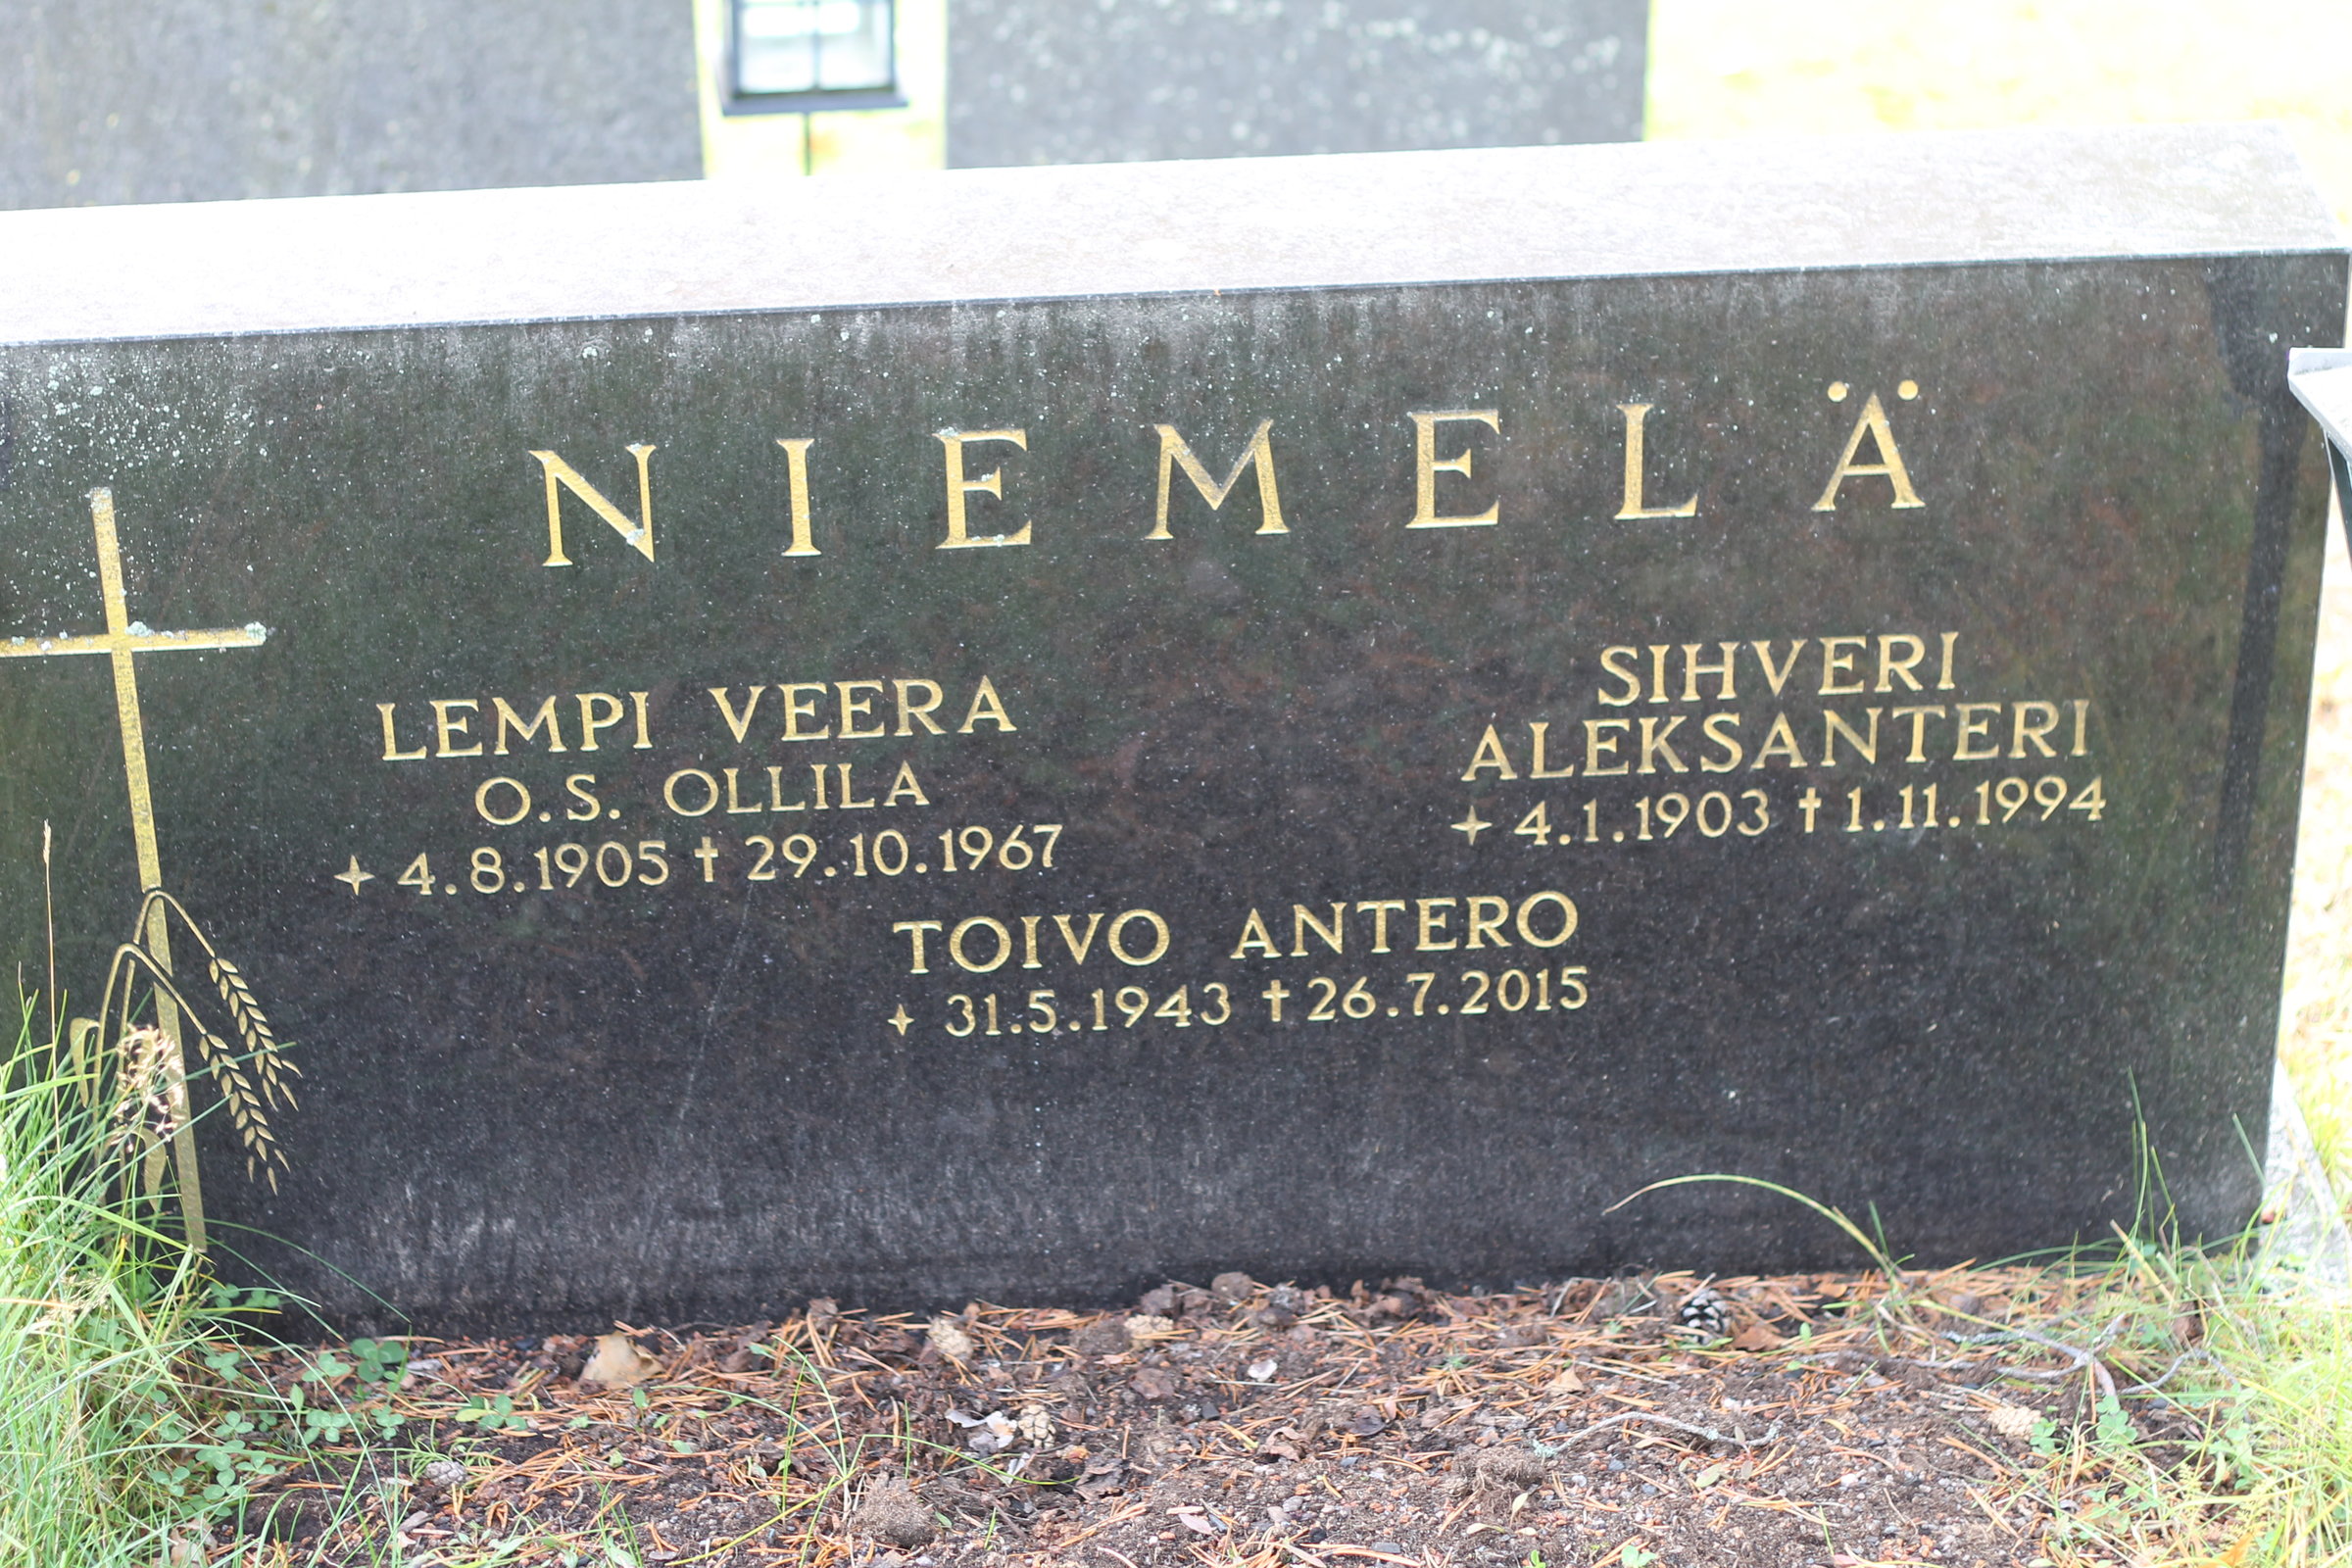 NIEMELÄ
LEMPI VEERA
O.S. OLLILA
4.8.1905 † 29.10.1967
SIHVERI
ALEKSANTERI
4.1.1903 † 1.11.1994
TOIVO ANTERO
31.5.1943 † 26.7.2015